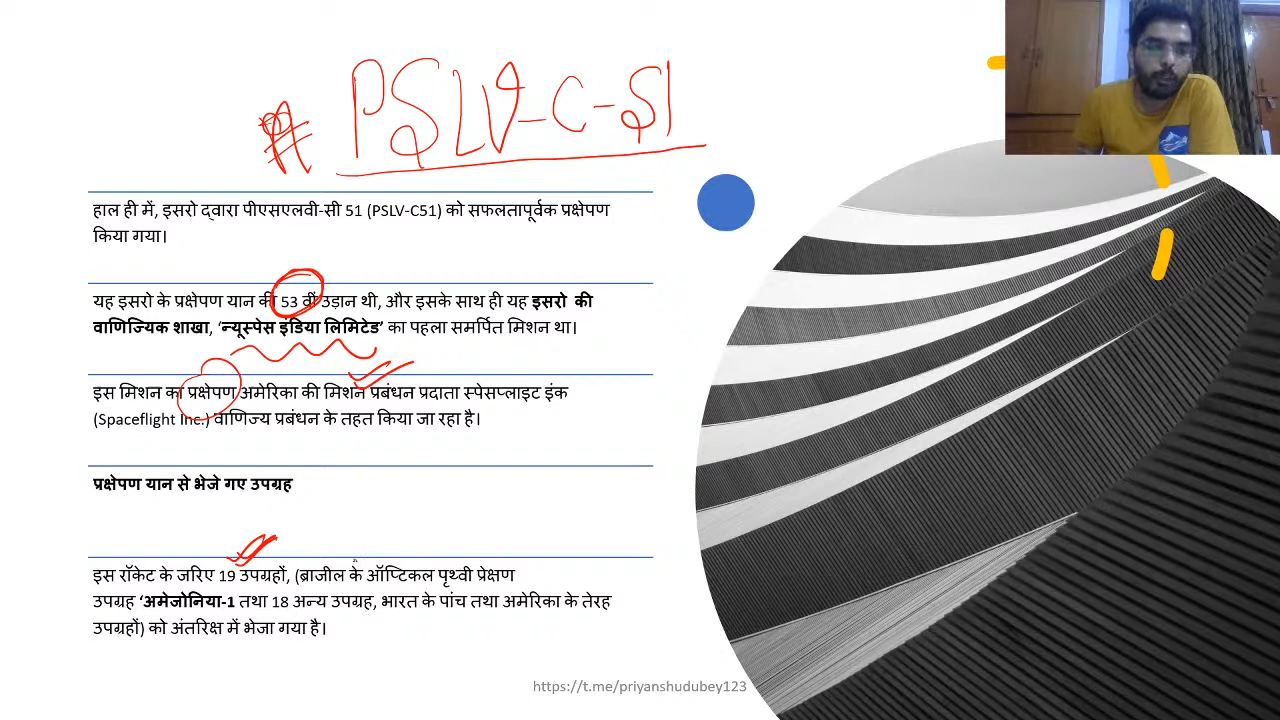 # PSLV-C-51
हाल ही में, इसरो द्वारा पीएसएलवी-सी 51 (PSLV-C51) को सफलतापूर्वक प्रक्षेपण
किया गया।
यह इसरो के प्रक्षेपण यान की 53 वीं उडान थी, और इसके साथ ही यह इसरो की
वाणिज्यिक शाखा, 'न्यूस्पेस इंडिया लिमिटेड' का पहला समर्पित मिशन था।
इस मिशन का प्रक्षेपण अमेरिका की मिशन प्रबंधन प्रदाता स्पेसफ्लाइट इंक
(Spaceflight Inc.) वाणिज्य प्रबंधन के तहत किया जा रहा है।
प्रक्षेपण यान से भेजे गए उपग्रह
इस रॉकेट के जरिए 19 उपग्रहों, (ब्राजील के ऑप्टिकल पृथ्वी प्रेक्षण
उपग्रह 'अमेजोनिया-1 तथा 18 अन्य उपग्रह, भारत के पांच तथा अमेरिका के तेरह
उपग्रहों) को अंतरिक्ष में भेजा गया है।
https://t.me/priyanshudubey123